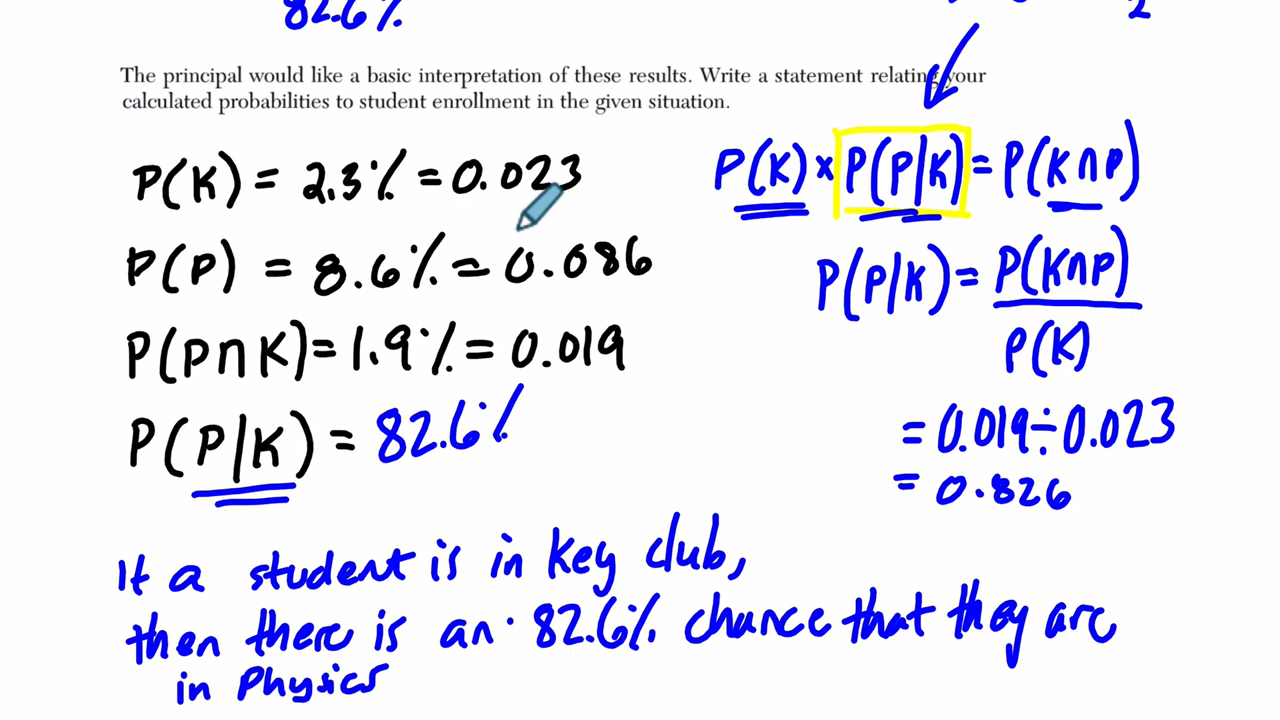 82.6%
2
The principal would like a basic interpretation of these results. Write a statement relating your
calculated probabilities to student enrollment in the given situation.
P(K) = 2.3% = 0.023
P(P) = 8.6% = 0.086
P(P∩K) = 1.9% = 0.019
P(P|K) = 82.6%
P(K) × P(P|K) = P(K∩P)
P(P|K) = P(K∩P)
P(K)
= 0.019 ÷ 0.023
= 0.826
If a student is in Key club,
then there is an 82.6% chance that they are
in Physics